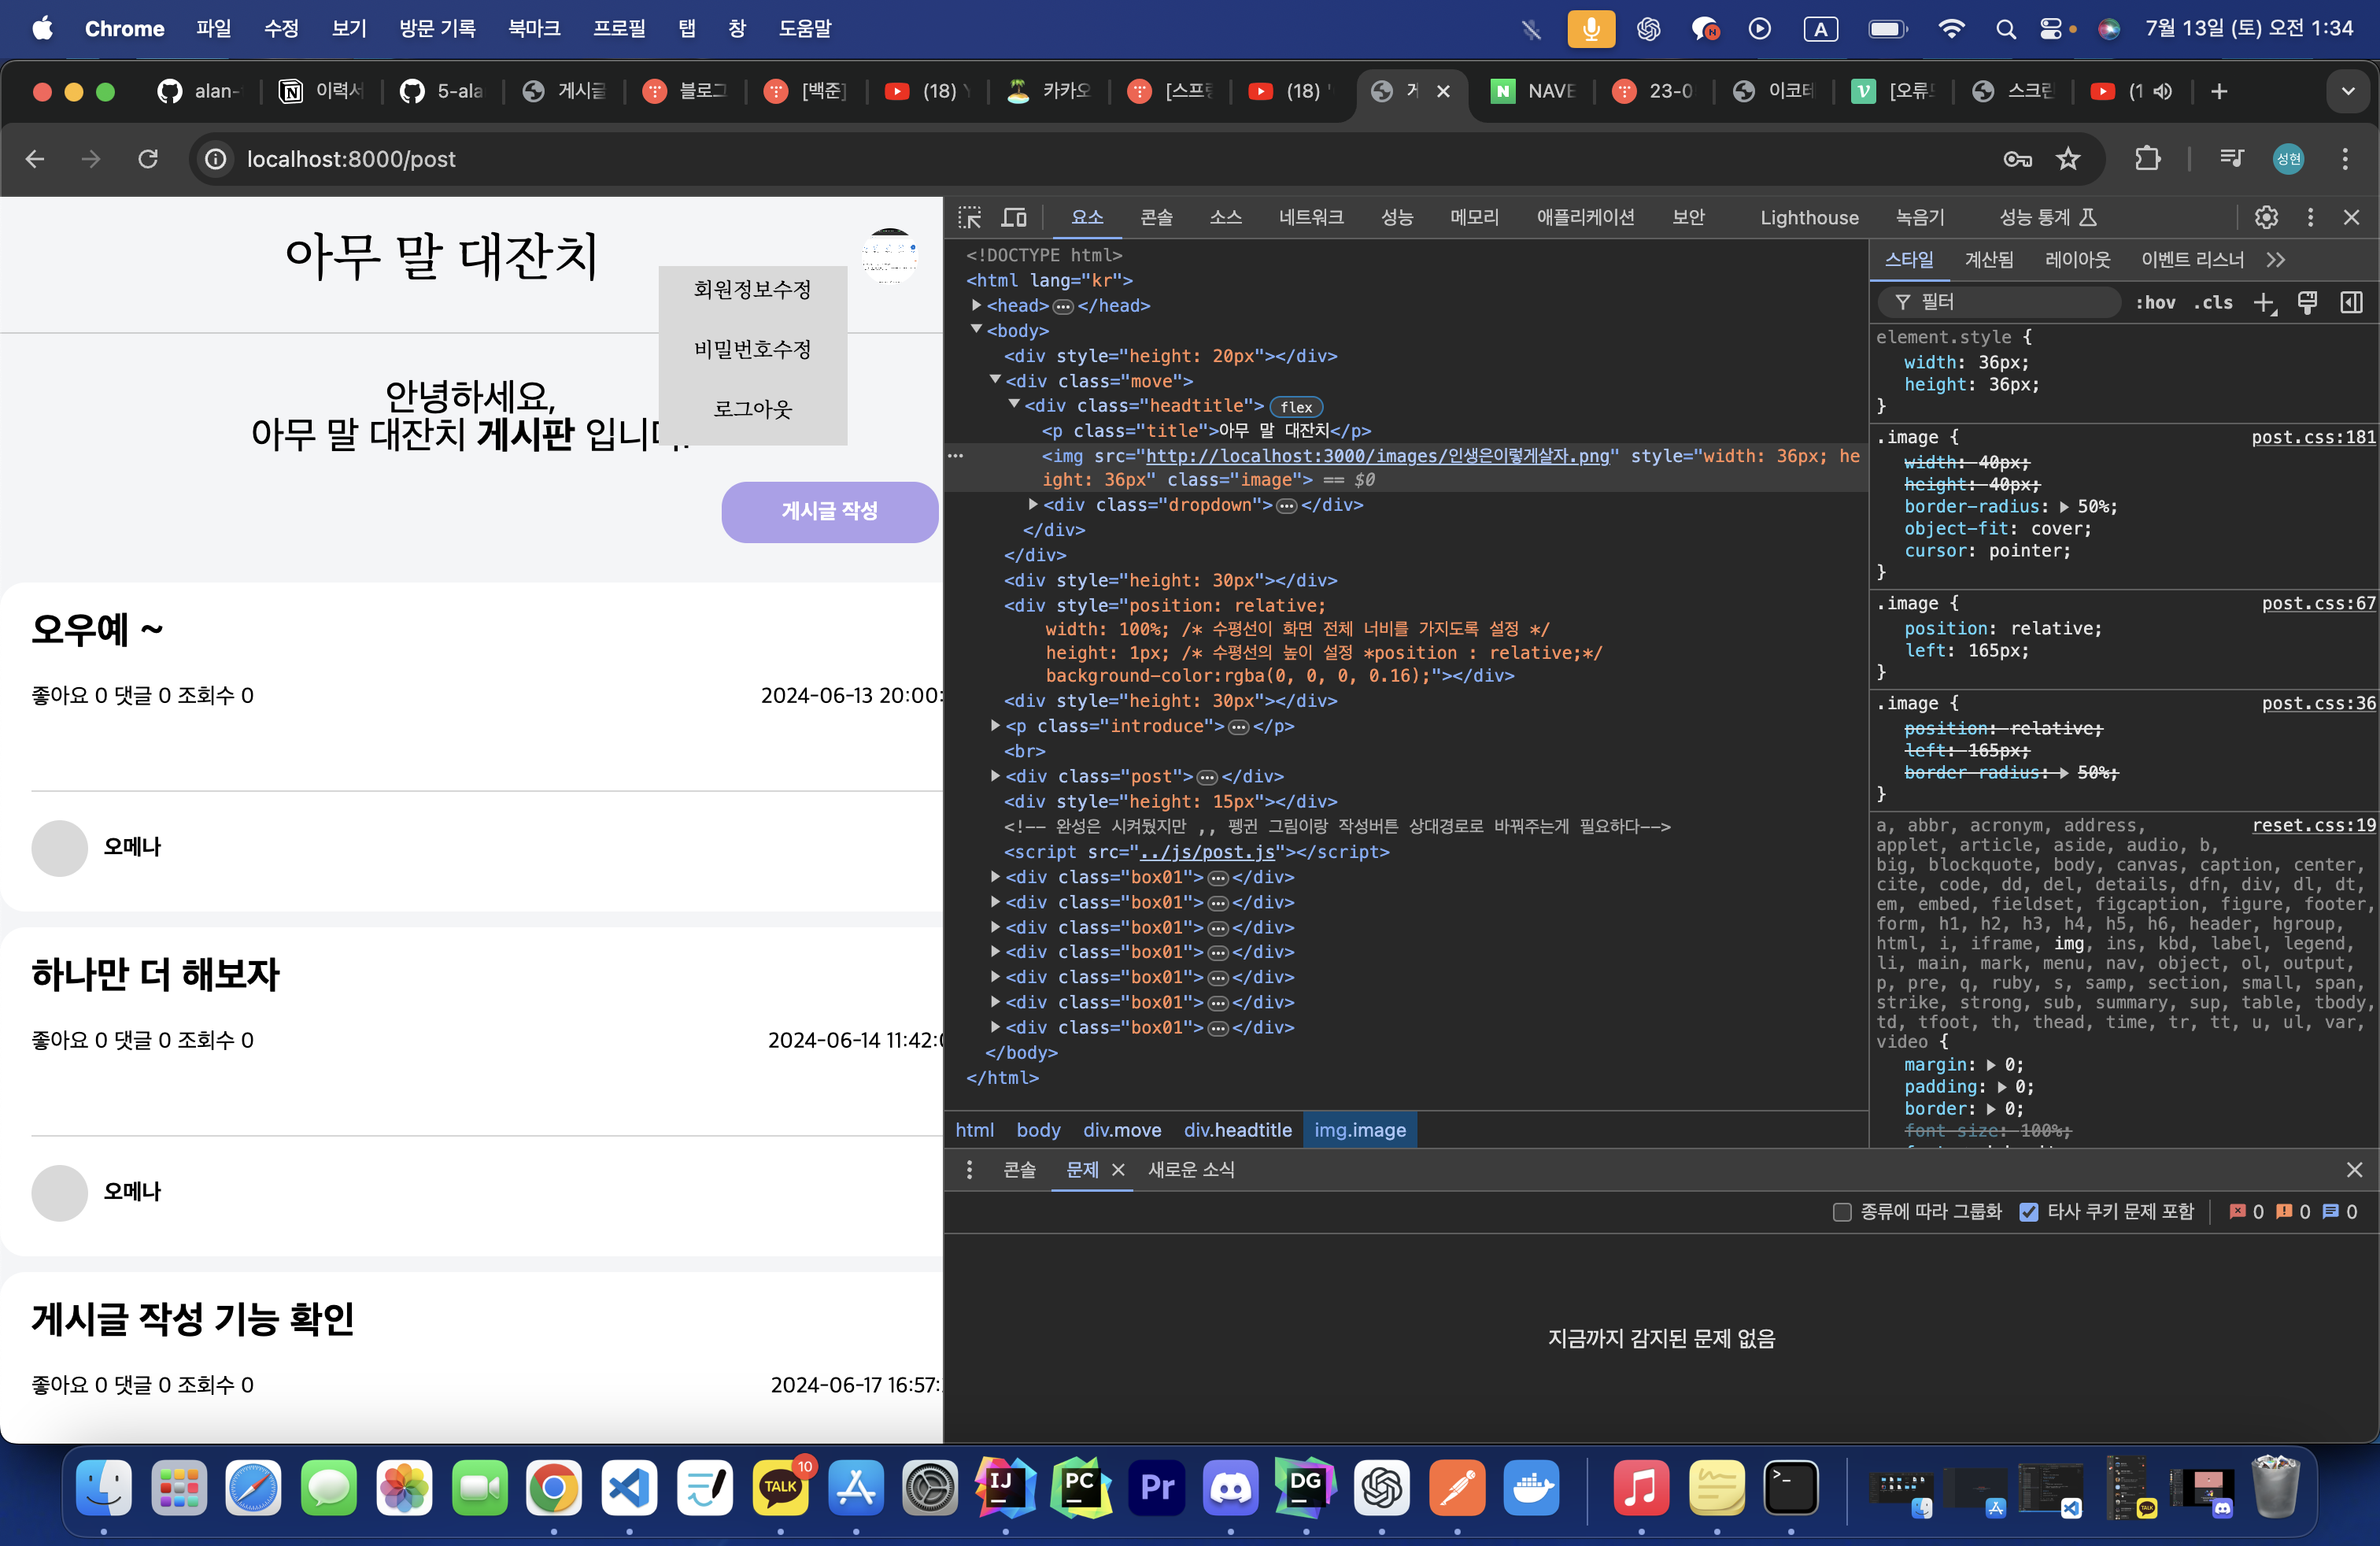 Chrome 파일 수정 보기 방문 기록 북마크 프로필 탭 창 도움말
A 7월 13일 (토) 오전 1:34
alan- 이력서 5-ala 게시글 블로그 [백준] (18) 카카오 [스프링 (18) NAVE 23-0 이코테 [오류 스크린 (1
localhost:8000/post
성현
아무 말 대잔치
회원정보수정
비밀번호수정
로그아웃
안녕하세요,
아무 말 대잔치 게시판 입니다.
게시글 작성
오우예 ~
좋아요 0 댓글 0 조회수 0 2024-06-13 20:00:
오메나
하나만 더 해보자
좋아요 0 댓글 0 조회수 0 2024-06-14 11:42:0
오메나
게시글 작성 기능 확인
좋아요 0 댓글 0 조회수 0 2024-06-17 16:57:
요소 콘솔 소스 네트워크 성능 메모리 애플리케이션 보안 Lighthouse 녹음기 성능 통계
<!DOCTYPE html>
<html lang="kr">
<head> ••• </head>
<body>
<div style="height: 20px"></div>
<div class="move">
<div class="headtitle"> flex
<p class="title">아무 말 대잔치</p>
••• <img src="http://localhost:3000/images/인생은이렇게살자.png" style="width: 36px; he
ight: 36px" class="image"> == $0
<div class="dropdown"> ••• </div>
</div>
</div>
<div style="height: 30px"></div>
<div style="position: relative;
width: 100%; /* 수평선이 화면 전체 너비를 가지도록 설정 */
height: 1px; /* 수평선의 높이 설정 *position : relative;*/
background-color:rgba(0, 0, 0, 0.16);"></div>
<div style="height: 30px"></div>
<p class="introduce"> ••• </p>
<br>
<div class="post"> ••• </div>
<div style="height: 15px"></div>
<!-- 완성은 시켜뒀지만 ,, 펭귄 그림이랑 작성버튼 상대경로로 바꿔주는게 필요하다-->
<script src="../js/post.js"></script>
<div class="box01"> ••• </div>
<div class="box01"> ••• </div>
<div class="box01"> ••• </div>
<div class="box01"> ••• </div>
<div class="box01"> ••• </div>
<div class="box01"> ••• </div>
<div class="box01"> ••• </div>
</body>
</html>
html body div.move div.headtitle img.image
스타일 계산됨 레이아웃 이벤트 리스너
필터 :hov .cls
element.style {
width: 36px;
height: 36px;
}
.image { post.css:181
width: 40px;
height: 40px;
border-radius: 50%;
object-fit: cover;
cursor: pointer;
}
.image { post.css:67
position: relative;
left: 165px;
}
.image { post.css:36
position: relative;
left: 165px;
border-radius: 50%;
}
a, abbr, acronym, address, reset.css:19
applet, article, aside, audio, b,
big, blockquote, body, canvas, caption, center,
cite, code, dd, del, details, dfn, div, dl, dt,
em, embed, fieldset, figcaption, figure, footer,
form, h1, h2, h3, h4, h5, h6, header, hgroup,
html, i, iframe, img, ins, kbd, label, legend,
li, main, mark, menu, nav, object, ol, output,
p, pre, q, ruby, s, samp, section, small, span,
strike, strong, sub, summary, sup, table, tbody,
td, tfoot, th, thead, time, tr, tt, u, ul, var,
video {
margin: 0;
padding: 0;
border: 0;
font-size: 100%;
콘솔 문제 새로운 소식
종류에 따라 그룹화 타사 쿠키 문제 포함 0 0 0
지금까지 감지된 문제 없음
TALK 10 IJ PC Pr DG